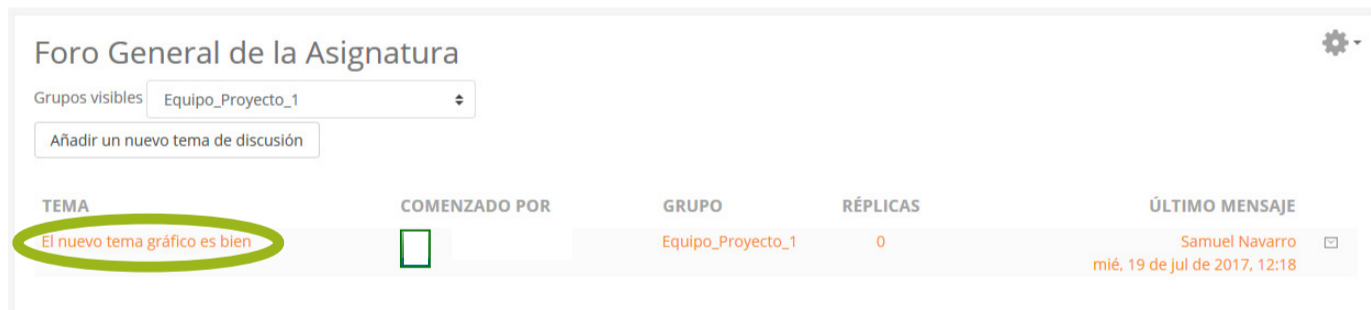 Foro General de la Asignatura
Grupos visibles Equipo_Proyecto_1
Añadir un nuevo tema de discusión
TEMA COMENZADO POR GRUPO RÉPLICAS ÚLTIMO MENSAJE
El nuevo tema gráfico es bien Equipo_Proyecto_1 0 Samuel Navarro
mié, 19 de jul de 2017, 12:18